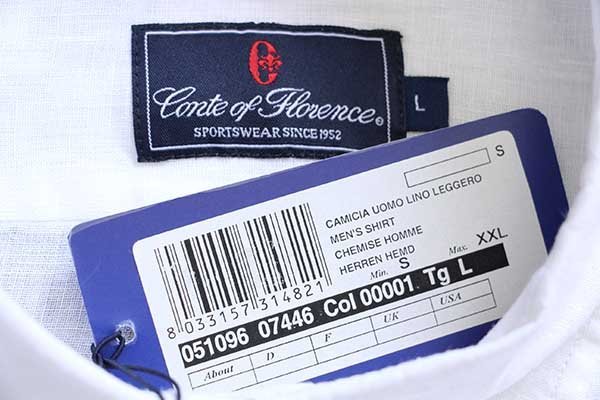 C
Conte of Florence®
SPORTSWEAR SINCE 1952
L
S
CAMICIA UOMO LINO LEGGERO
MEN'S SHIRT
CHEMISE HOMME
HERREN HEMD
Min. S Max. XXL
8 033157 314821
051096 07446 Col 00001 Tg L
About D F UK USA